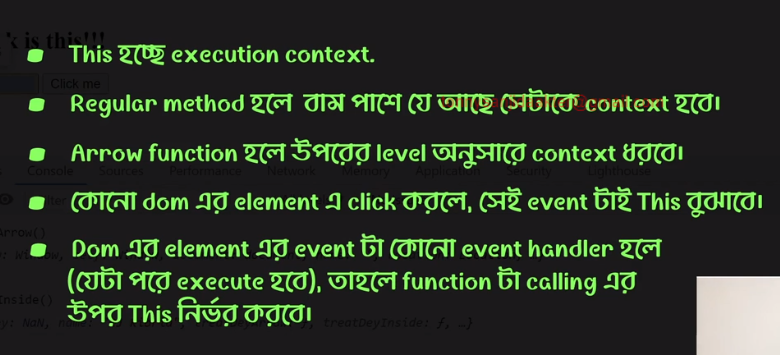 k is this!!!
This হচ্ছে execution context.
Click me
Regular method হলে বাম পাশে যে আছে সেটাকে context হবে।
Arrow function হলে উপরের level অনুসারে context ধরবে।
Console Sources Performance Network Memory Application Security Lighthouse
কোনো dom এর element এ click করলে, সেই event টাই This বুঝাবে।
Dom এর element এর event টা কোনো event handler হলে
Arrow()
(যেটা পরে execute হবে), তাহলে function টা calling এর
Inside()
উপর This নির্ভর করবে।
treatDeyInside: ƒ, …}